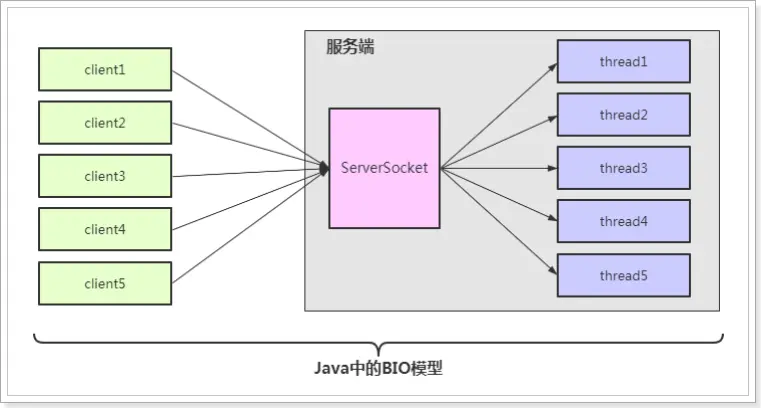 client1
client2
client3
client4
client5
服务端
ServerSocket
thread1
thread2
thread3
thread4
thread5
Java中的BIO模型